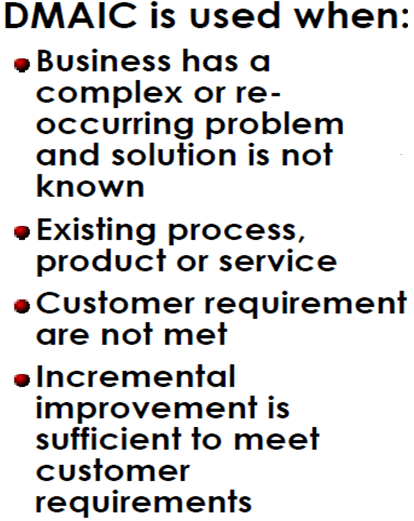 DMAIC is used when:
Business has a
complex or re-
occurring problem
and solution is not
known
Existing process,
product or service
Customer requirement
are not met
Incremental
improvement is
sufficient to meet
customer
requirements